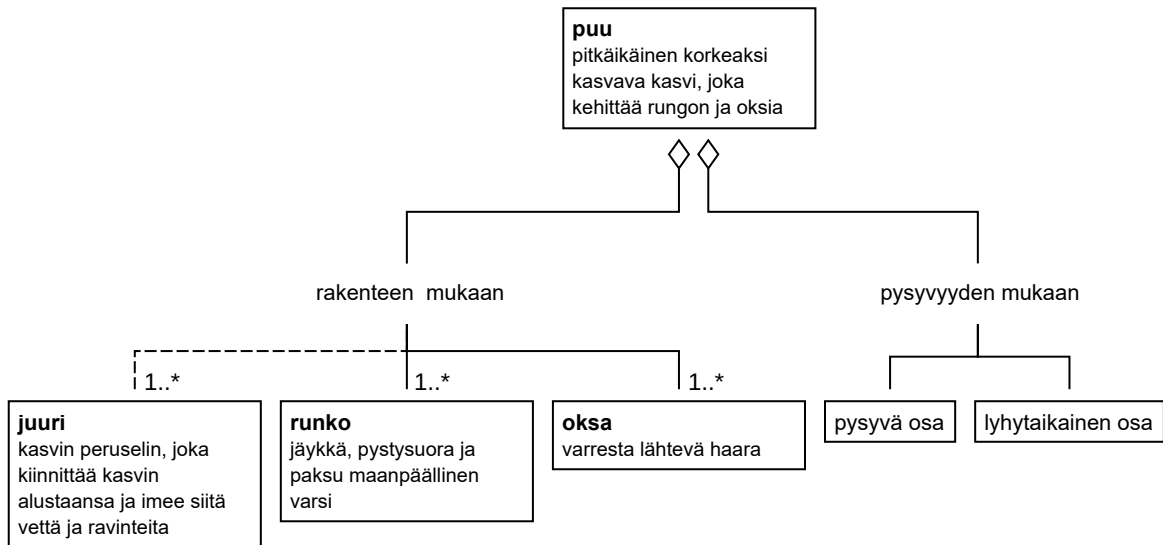 puu
pitkäikäinen korkeaksi
kasvava kasvi, joka
kehittää rungon ja oksia
rakenteen mukaan
pysyvyyden mukaan
1..*
1..*
1..*
juuri
kasvin peruselin, joka
kiinnittää kasvin
alustaansa ja imee siitä
vettä ja ravinteita
runko
jäykkä, pystysuora ja
paksu maanpäällinen
varsi
oksa
varresta lähtevä haara
pysyvä osa
lyhytaikainen osa